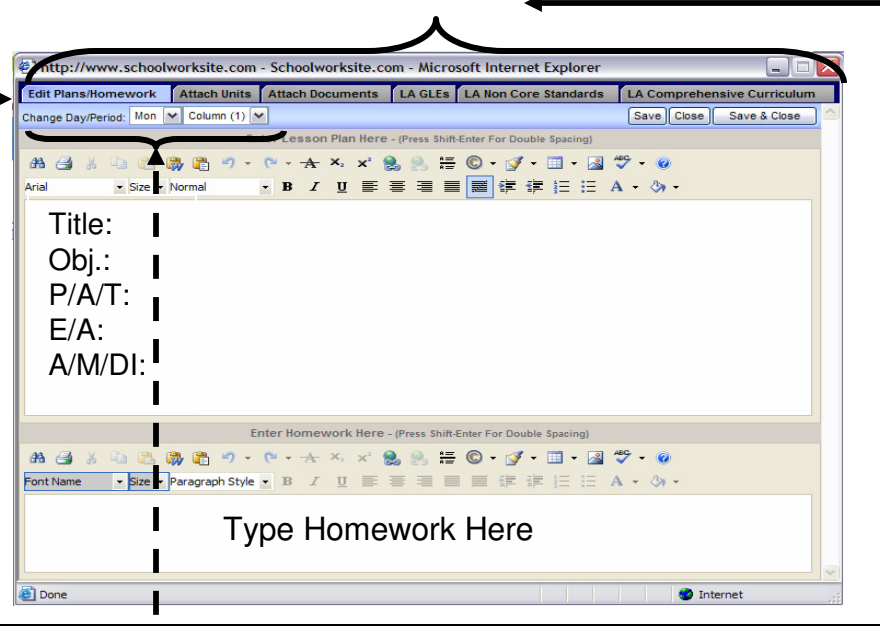 http://www.schoolworksite.com - Schoolworksite.com - Microsoft Internet Explorer
Edit Plans/Homework Attach Units Attach Documents LA GLEs LA Non Core Standards LA Comprehensive Curriculum
Change Day/Period: Mon Column (1) Save Close Save & Close
Lesson Plan Here - (Press Shift-Enter For Double Spacing)
Arial Size Normal B I U A
Title:
Obj.:
P/A/T:
E/A:
A/M/DI:
Enter Homework Here - (Press Shift-Enter For Double Spacing)
Font Name Size Paragraph Style B I U A
Type Homework Here
Done Internet